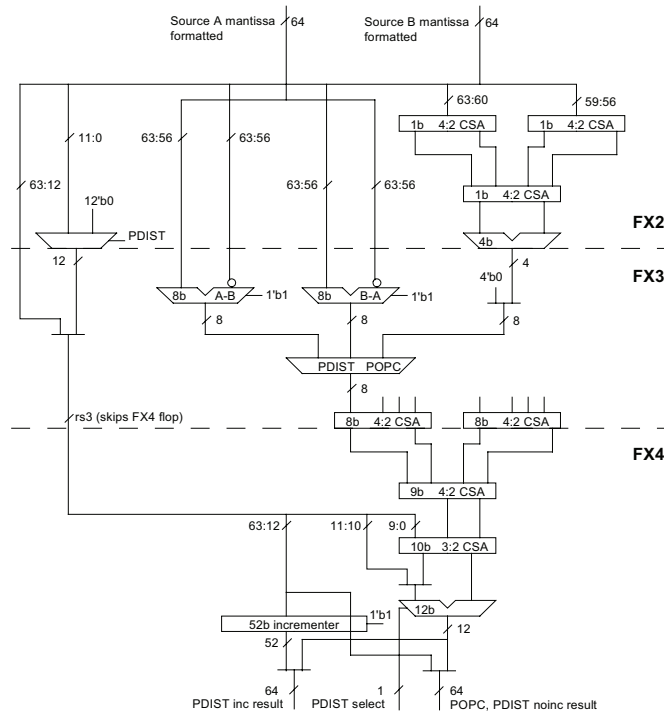 Source A mantissa
formatted
64
Source B mantissa
formatted
64
63:60
59:56
1b 4:2 CSA
1b 4:2 CSA
11:0
63:56
63:56
63:12
63:56
63:56
12'b0
1b 4:2 CSA
PDIST
4b
FX2
12
4
FX3
4'b0
8b A-B
1'b1
8b B-A
1'b1
8
8
8
PDIST POPC
8
rs3 (skips FX4 flop)
8b 4:2 CSA
8b 4:2 CSA
FX4
9b 4:2 CSA
63:12
11:10
9:0
10b 3:2 CSA
12b
1'b1
52b incrementer
12
52
64
1
64
PDIST inc result
PDIST select
POPC, PDIST noinc result